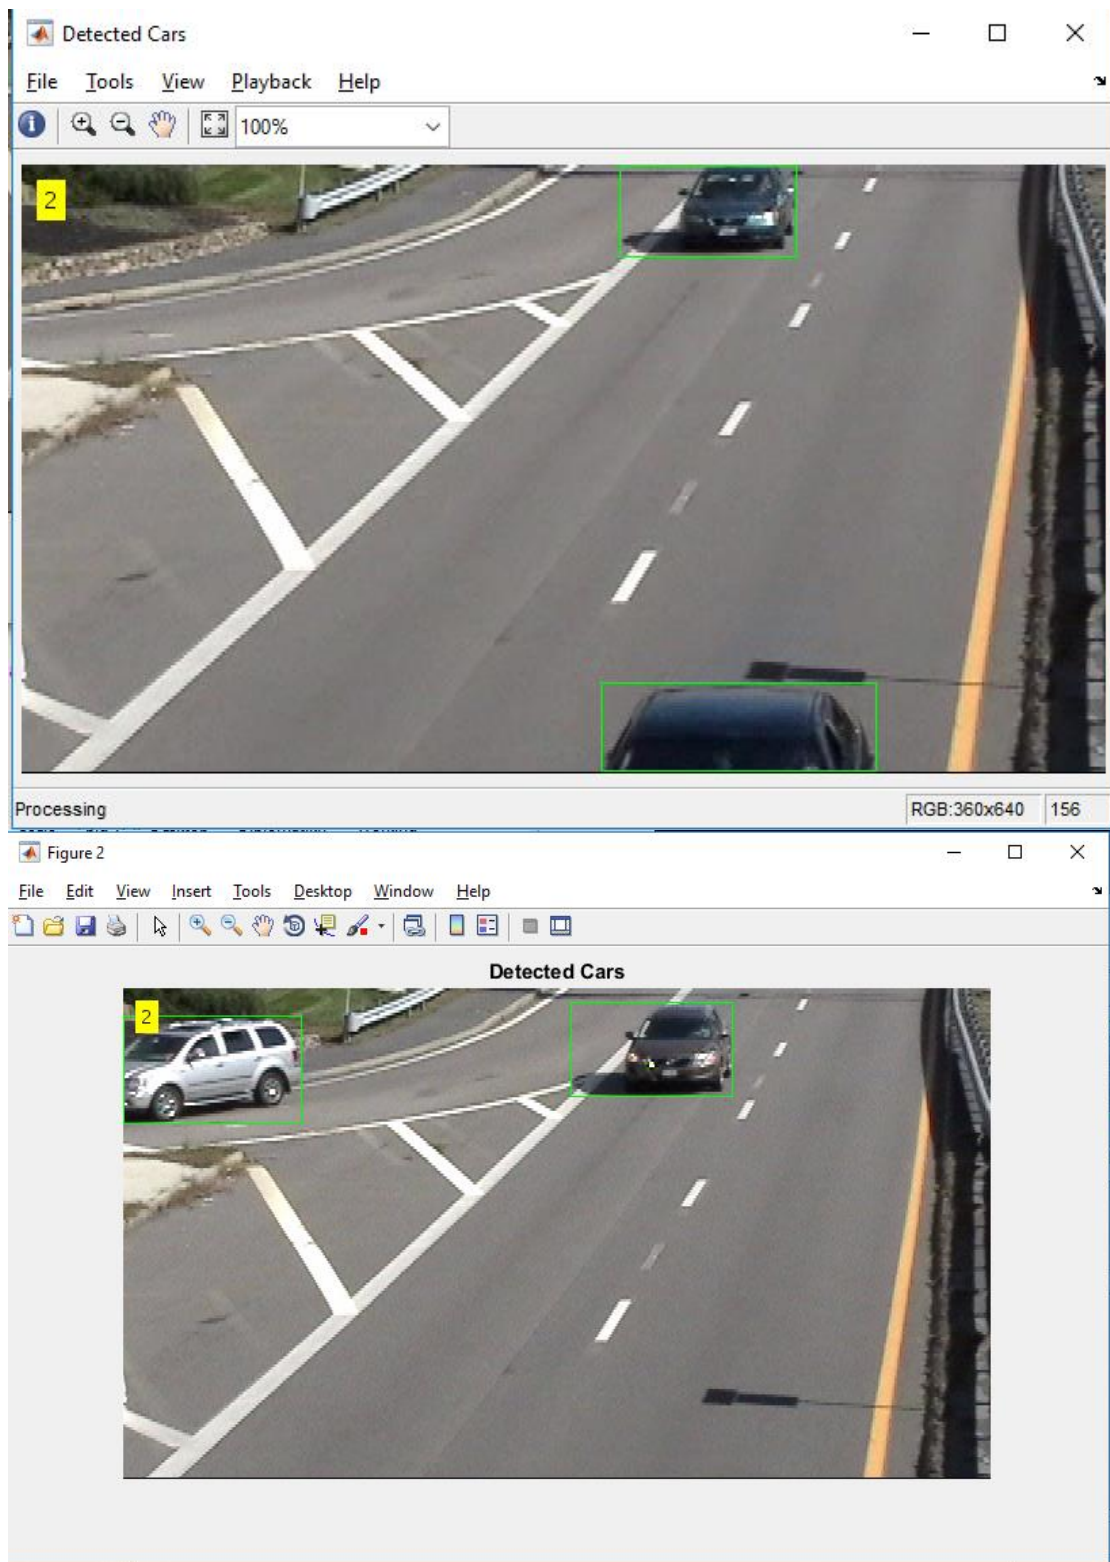 Detected Cars
File Tools View Playback Help
100%
2
Processing
RGB:360x640 156
Figure 2
File Edit View Insert Tools Desktop Window Help
Detected Cars
2